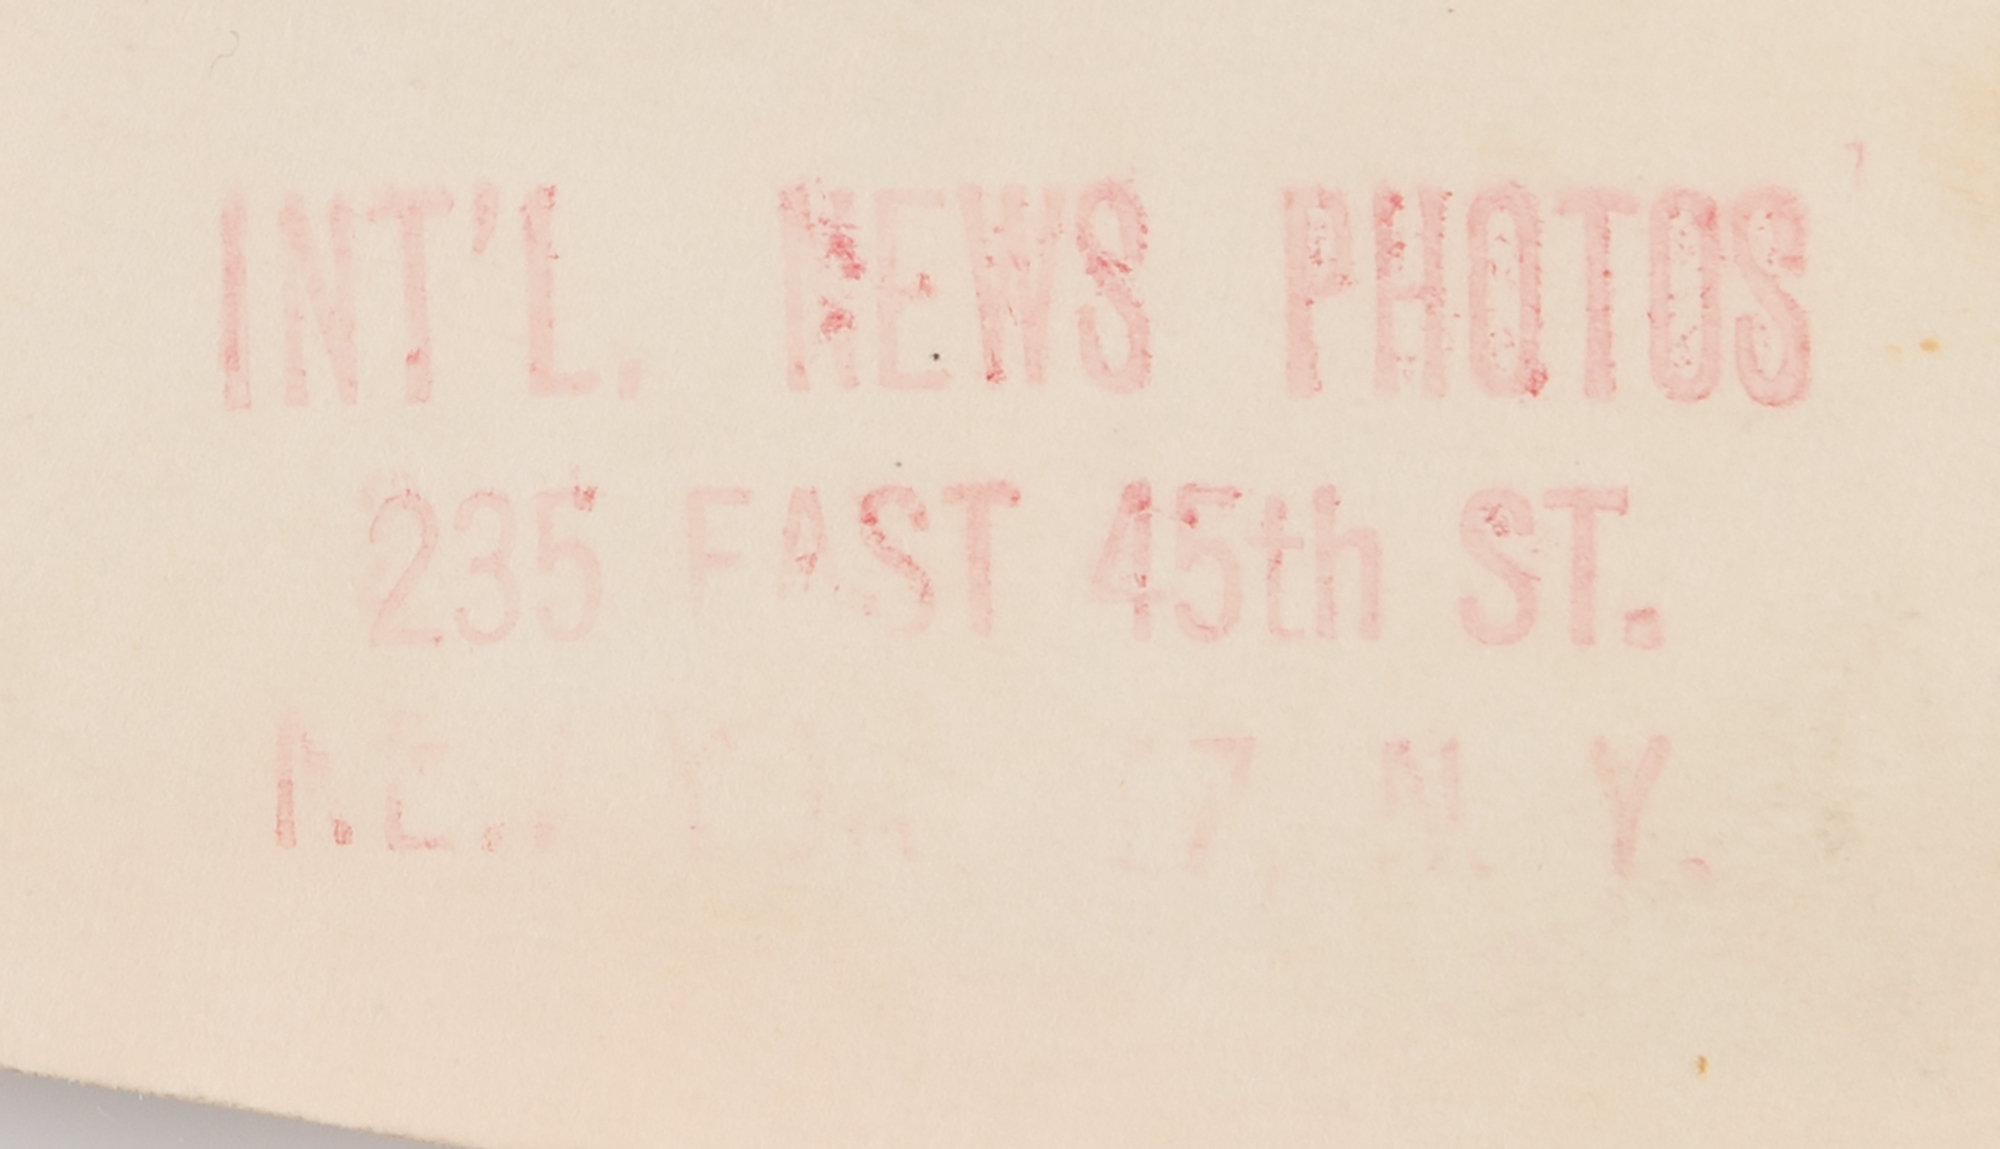 INT'L. NEWS PHOTOS
235 EAST 45th ST.
N. Y.